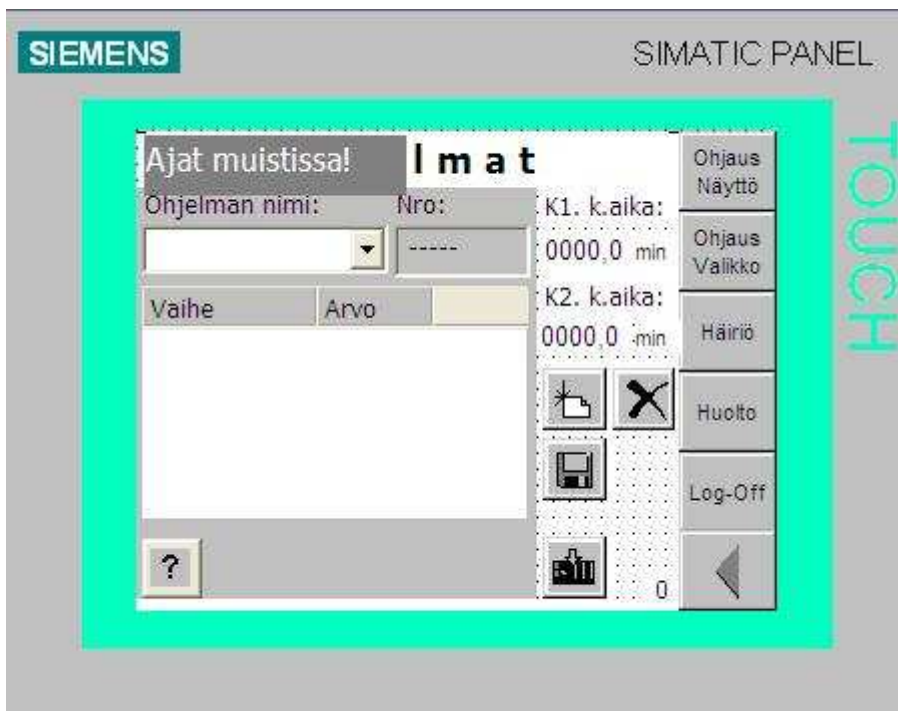 SIEMENS
SIMATIC PANEL
TOUCH
Ajat muistissa! lmat
Ohjelman nimi: Nro:
-----
Vaihe Arvo
?
K1. k.aika:
0000,0 min
K2. k.aika:
0000,0 min
0
Ohjaus
Näyttö
Ohjaus
Valikko
Häiriö
Huolto
Log-Off